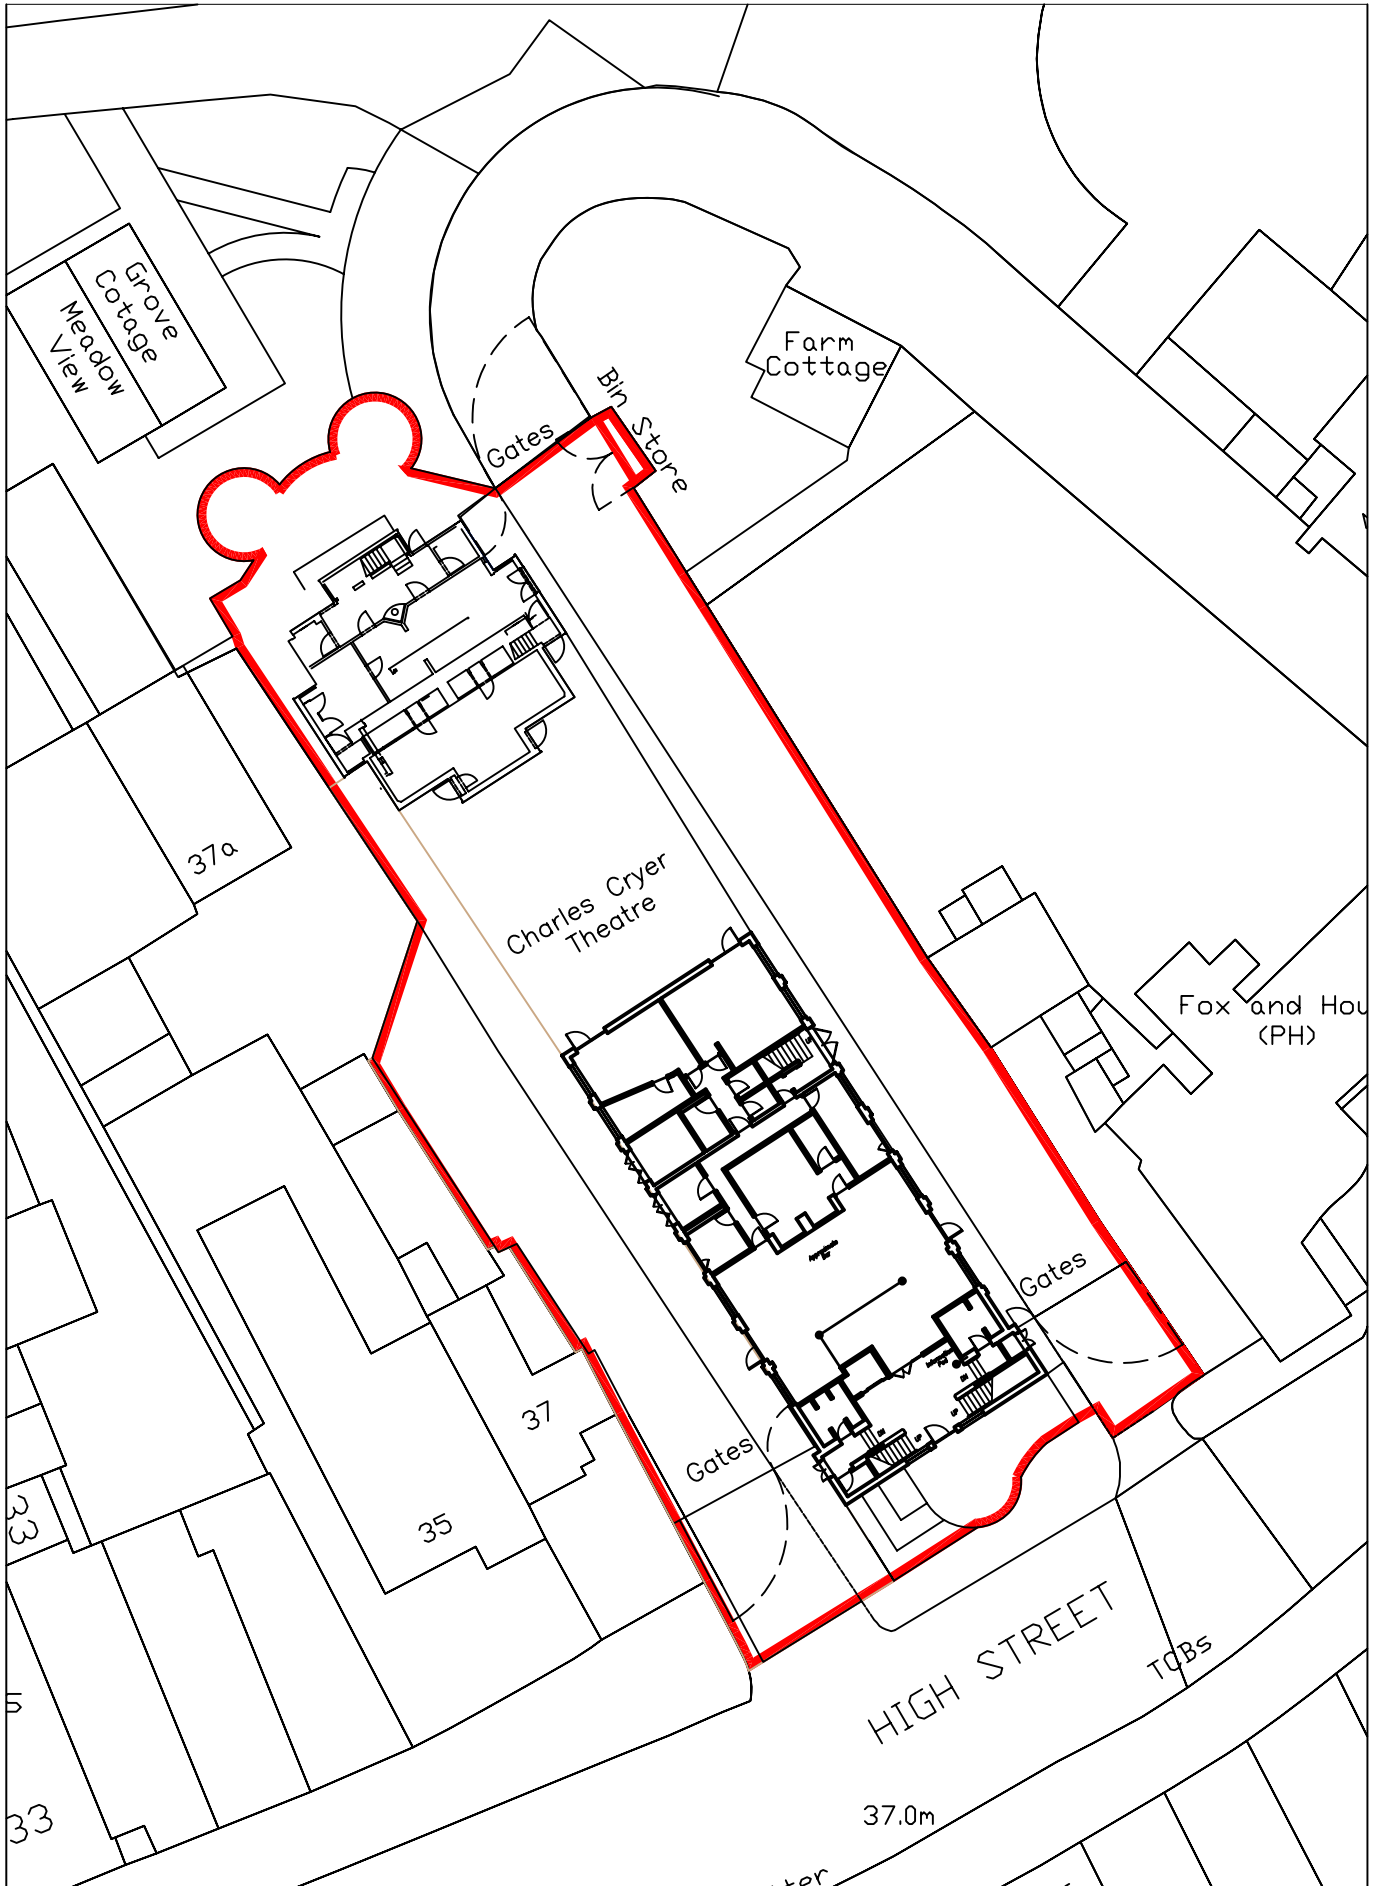 Grove
Cotage
Meadow
View
Farm
Cottage
Bin Store
Gates
37a
Charles Cryer
Theatre
Fox and Hou
(PH)
Gates
37
Gates
35
33
HIGH STREET
TCBs
33
37.0m